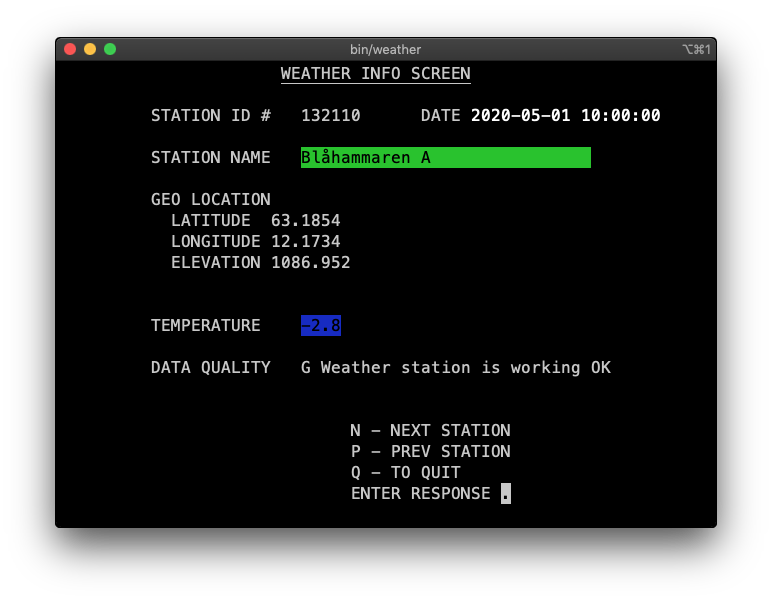 bin/weather ⌥⌘1
WEATHER INFO SCREEN
STATION ID # 132110 DATE 2020-05-01 10:00:00
STATION NAME Blåhammaren A
GEO LOCATION
LATITUDE 63.1854
LONGITUDE 12.1734
ELEVATION 1086.952
TEMPERATURE -2.8
DATA QUALITY G Weather station is working OK
N - NEXT STATION
P - PREV STATION
Q - TO QUIT
ENTER RESPONSE .